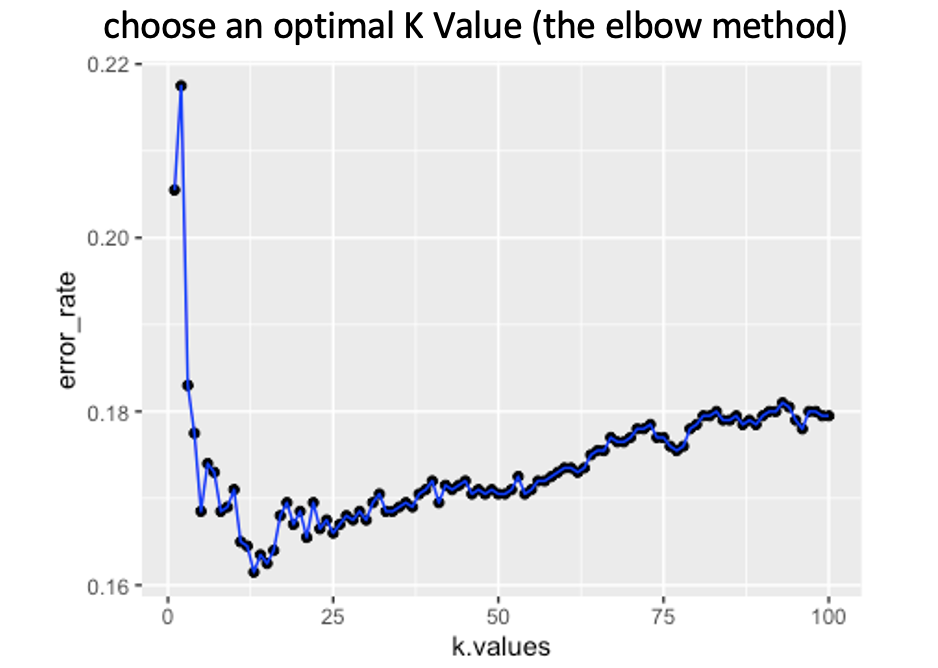 choose an optimal K Value (the elbow method)
0.22
0.20
0.18
0.16
error_rate
0 25 50 75 100
k.values